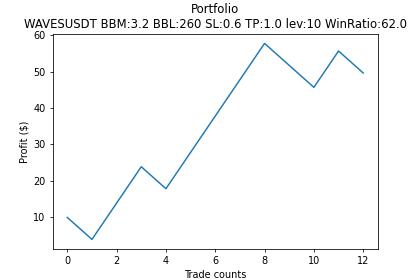 Portfolio
WAVESUSDT BBM:3.2 BBL:260 SL:0.6 TP:1.0 lev:10 WinRatio:62.0
60
50
40
30
20
10
Profit ($)
0 2 4 6 8 10 12
Trade counts